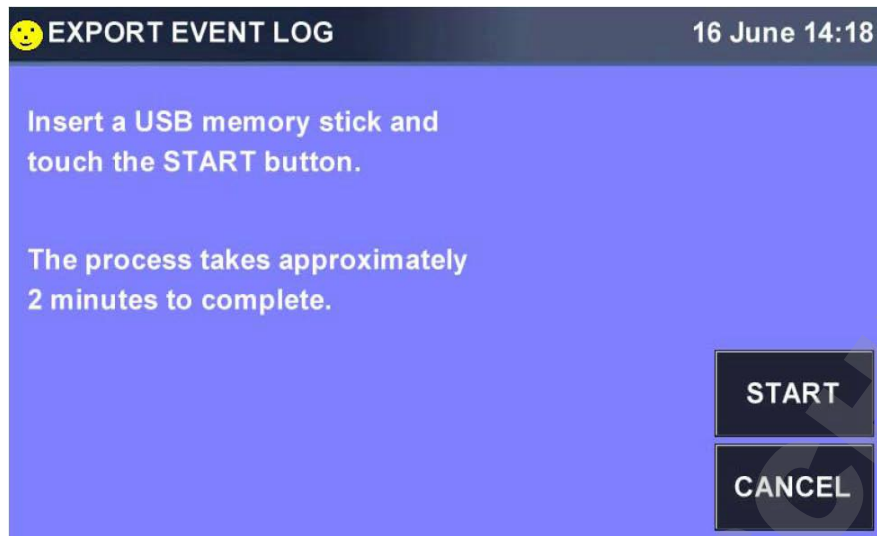 EXPORT EVENT LOG 16 June 14:18
Insert a USB memory stick and
touch the START button.
The process takes approximately
2 minutes to complete.
START
CANCEL